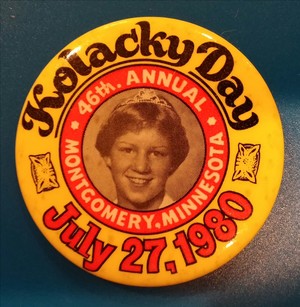 Kolacky Day
46th. ANNUAL
MONTGOMERY, MINNESOTA
July 27, 1980